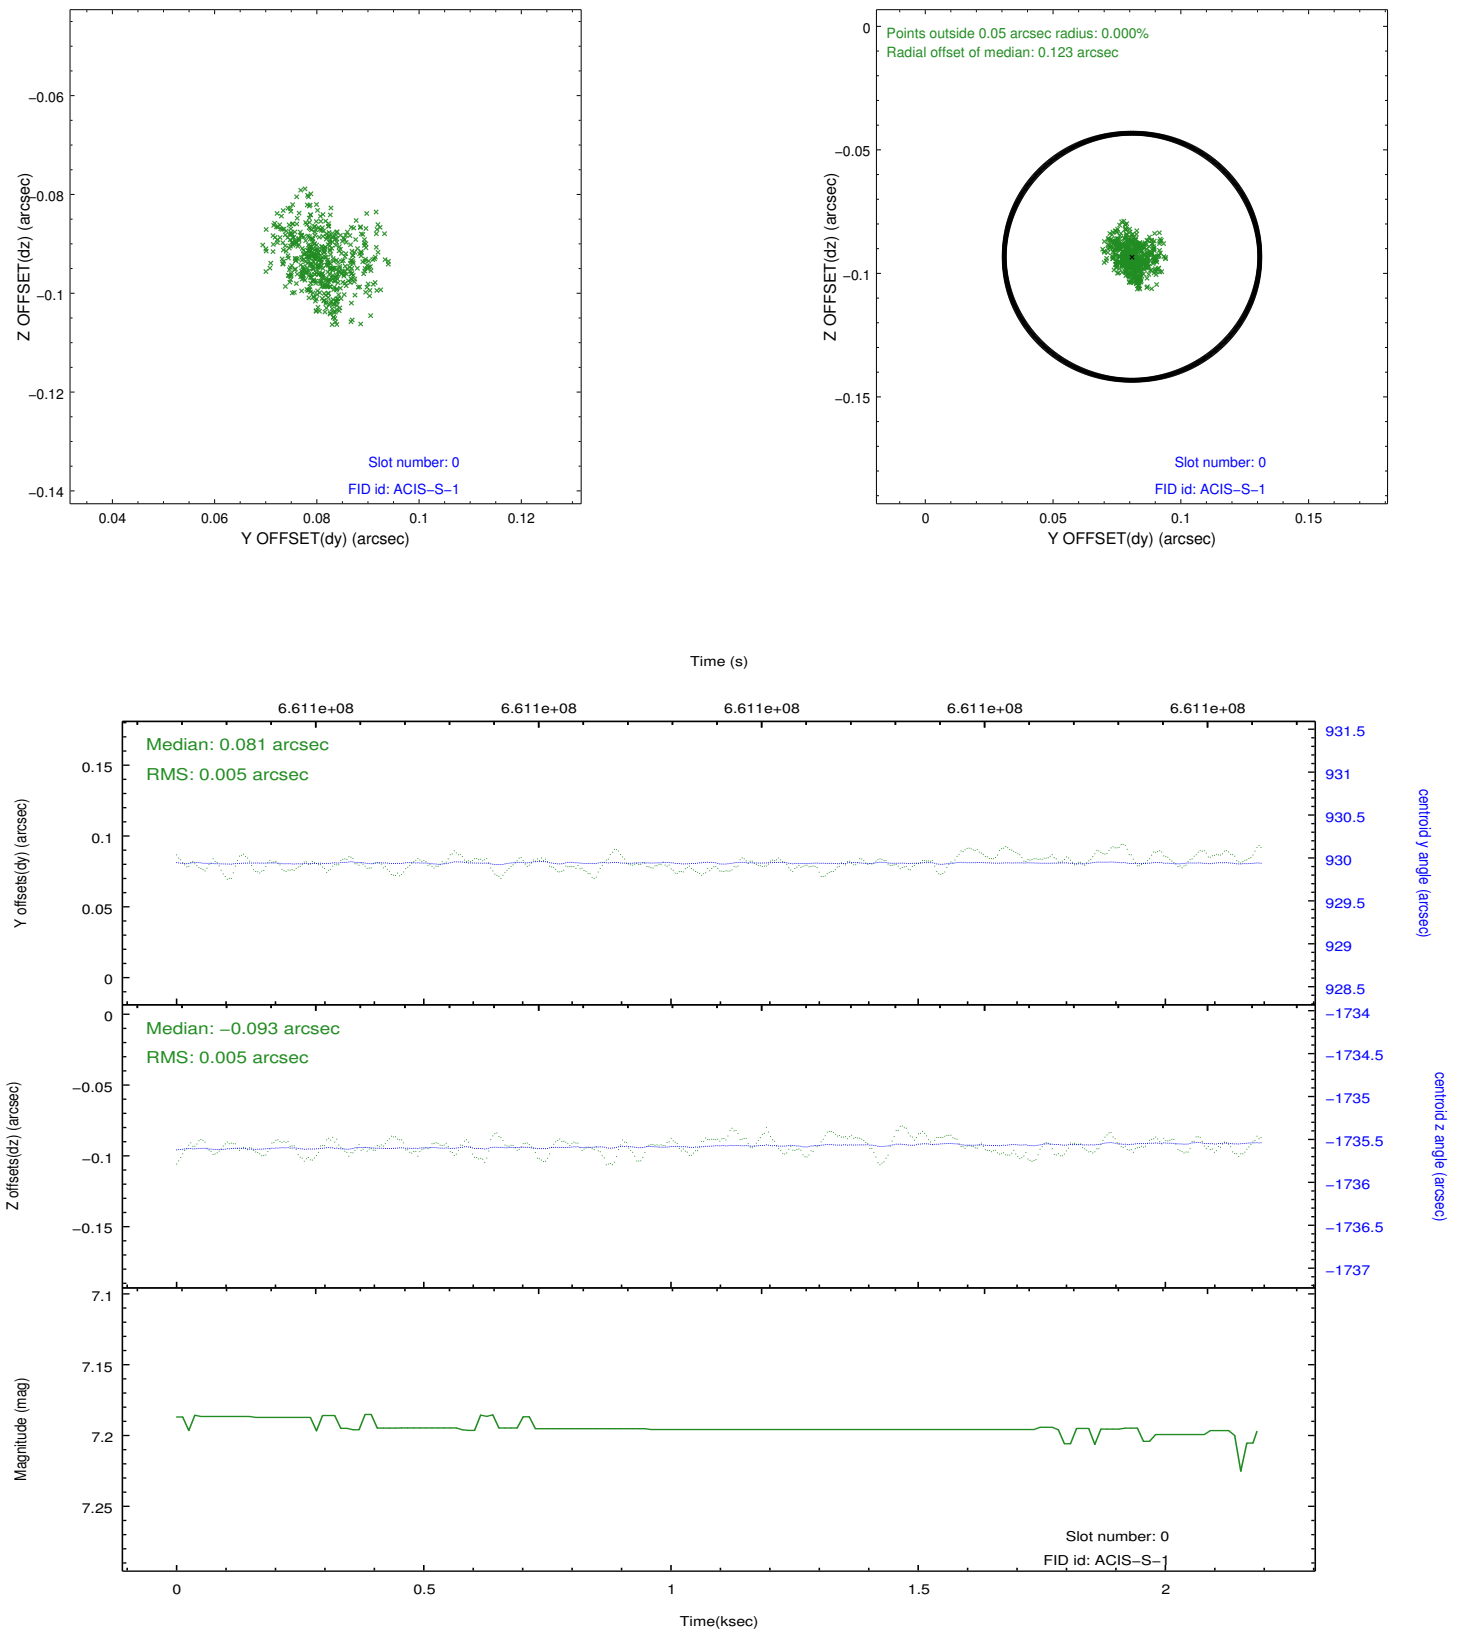 Z OFFSET(dz) (arcsec)
−0.06
−0.08
−0.1
−0.12
−0.14
Slot number: 0
FID id: ACIS−S−1
0.04 0.06 0.08 0.1 0.12
Y OFFSET(dy) (arcsec)
Points outside 0.05 arcsec radius: 0.000%
Radial offset of median: 0.123 arcsec
Z OFFSET(dz) (arcsec)
0
−0.05
−0.1
−0.15
Slot number: 0
FID id: ACIS−S−1
0 0.05 0.1 0.15
Y OFFSET(dy) (arcsec)
Time (s)
6.611e+08 6.611e+08 6.611e+08 6.611e+08 6.611e+08
Median: 0.081 arcsec
RMS: 0.005 arcsec
Y offsets(dy) (arcsec)
0.15
0.1
0.05
0
931.5
931
930.5
930
929.5
929
928.5
centroid y angle (arcsec)
Median: −0.093 arcsec
RMS: 0.005 arcsec
Z offsets(dz) (arcsec)
0
−0.05
−0.1
−0.15
−1734
−1734.5
−1735
−1735.5
−1736
−1736.5
−1737
centroid z angle (arcsec)
Magnitude (mag)
7.1
7.15
7.2
7.25
Slot number: 0
FID id: ACIS−S−1
0 0.5 1 1.5 2
Time(ksec)